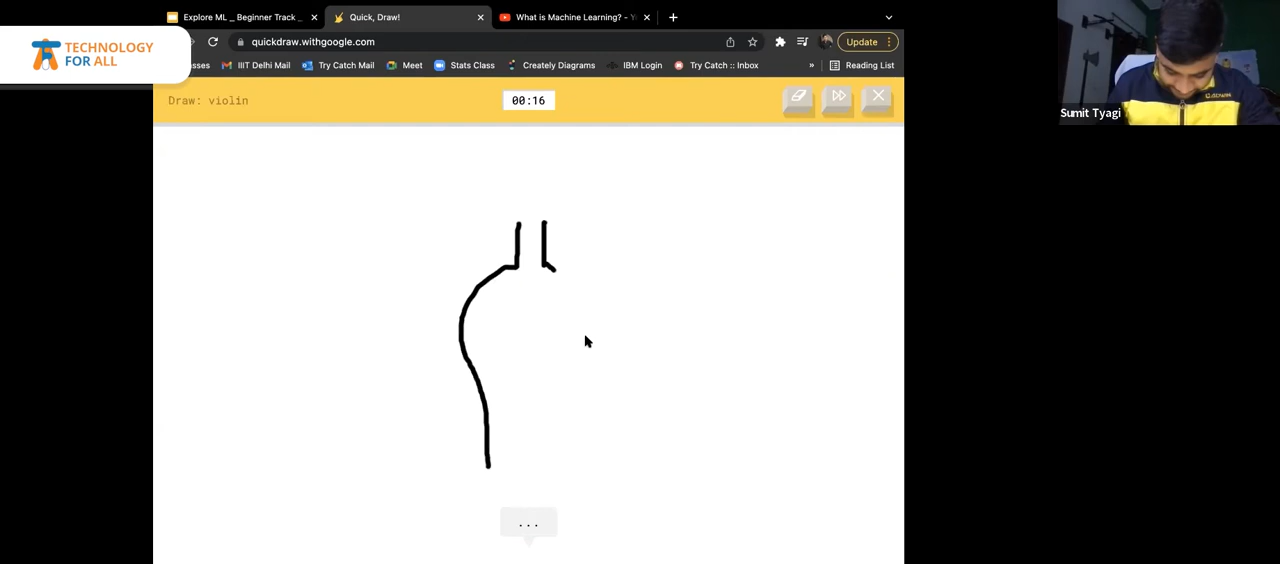 Explore ML _ Beginner Track _
Quick, Draw!
What is Machine Learning? -
TECHNOLOGY
FOR ALL
quickdraw.withgoogle.com
Update
IIIT Delhi Mail
Try Catch Mail
Meet
Stats Class
Creately Diagrams
IBM Login
Try Catch :: Inbox
»
Reading List
Draw: violin
00:16
Sumit Tyagi
...